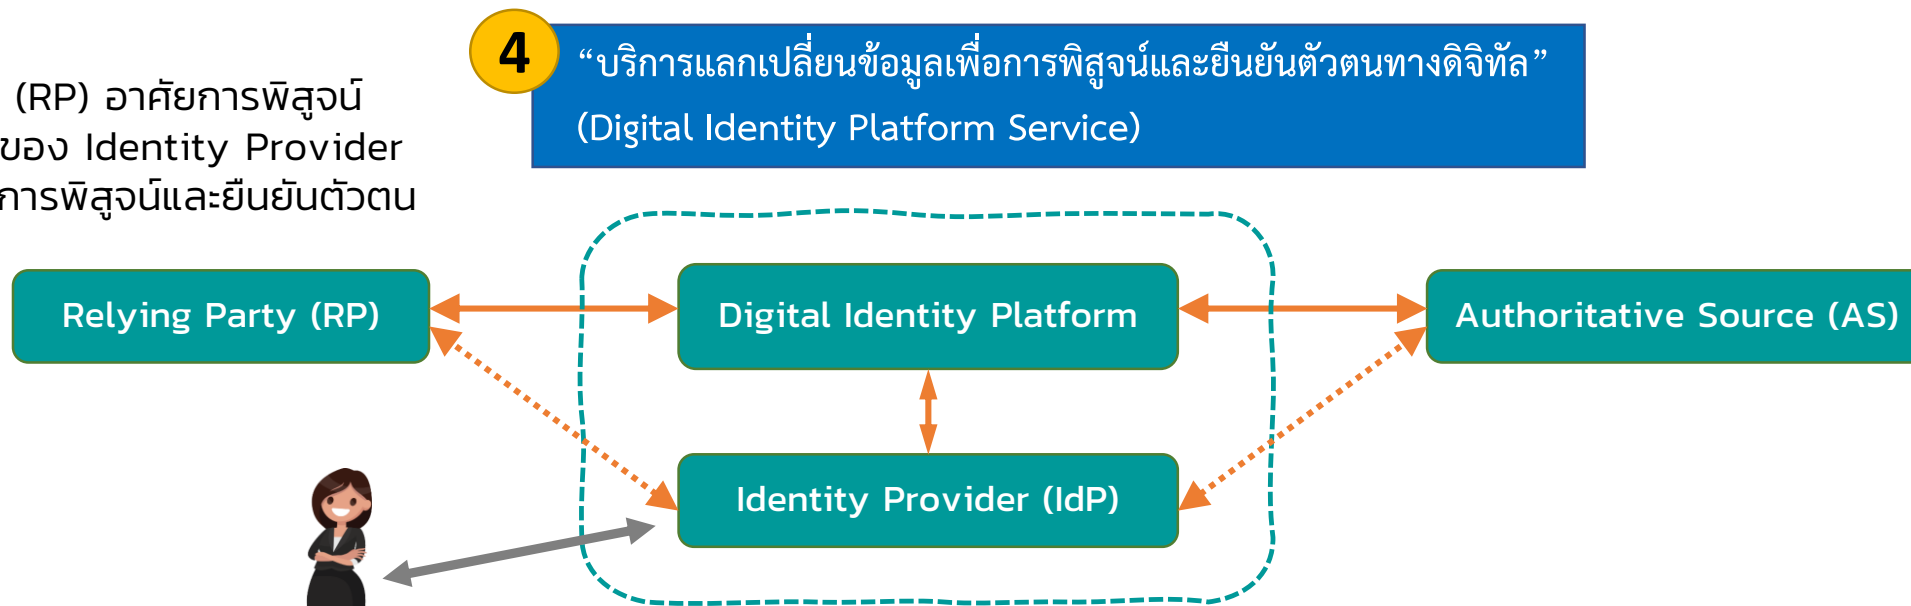 4
“บริการแลกเปลี่ยนข้อมูลเพื่อการพิสูจน์และยืนยันตัวตนทางดิจิทัล”
(Digital Identity Platform Service)
(RP) อาศัยการพิสูจน์
ของ Identity Provider
การพิสูจน์และยืนยันตัวตน
Relying Party (RP)
Digital Identity Platform
Authoritative Source (AS)
Identity Provider (IdP)